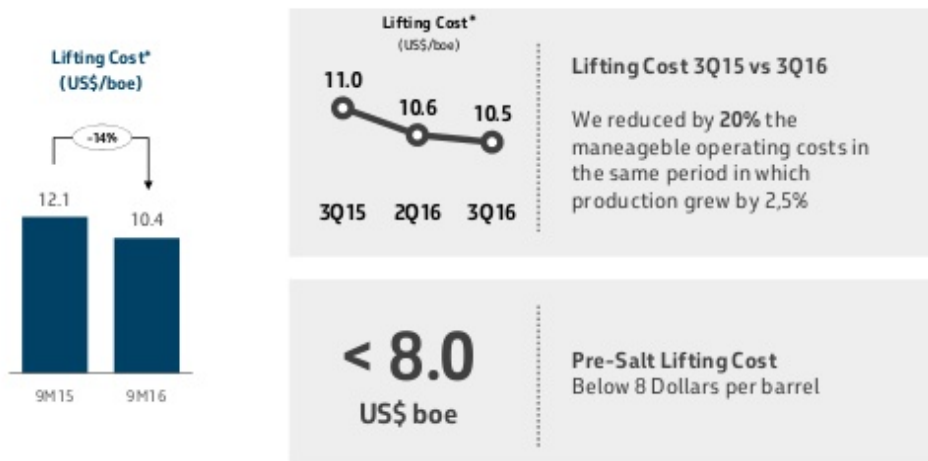 Lifting Cost*
(US$/boe)
-14%
12.1
10.4
9M15 9M16
Lifting Cost*
(US$/boe)
11.0
10.6
10.5
3Q15 2Q16 3Q16
Lifting Cost 3Q15 vs 3Q16
We reduced by 20% the
maneageable operating costs in
the same period in which
production grew by 2,5%
< 8.0
US$ boe
Pre-Salt Lifting Cost
Below 8 Dollars per barrel